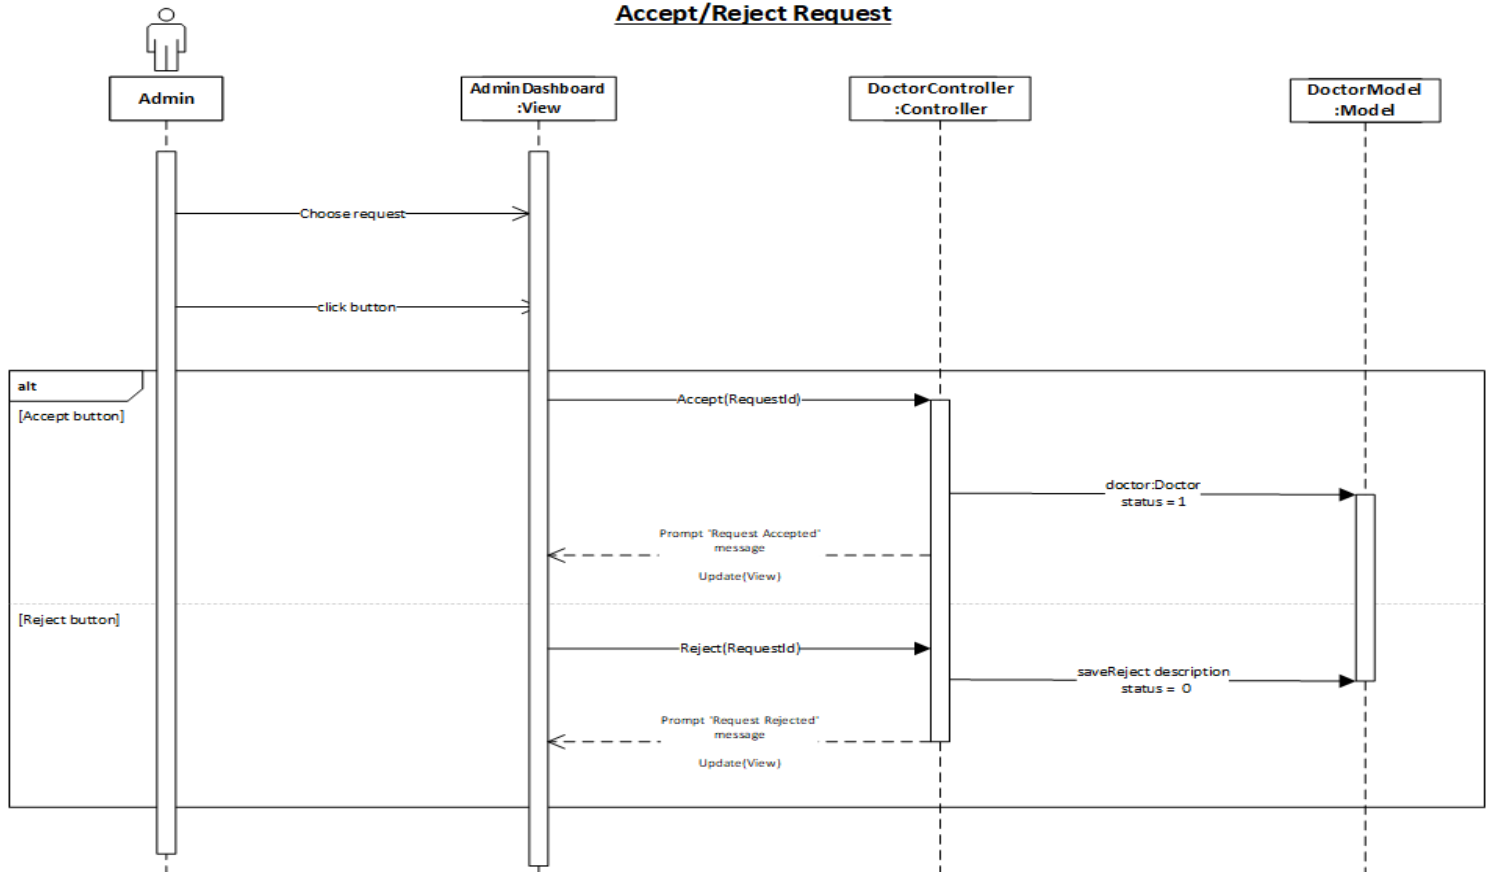 Accept/Reject Request
Admin
AdminDashboard
:View
DoctorController
:Controller
DoctorModel
:Model
Choose request
click button
alt
[Accept button]
Accept(RequestId)
doctor:Doctor
status = 1
Prompt "Request Accepted"
message
Update(View)
[Reject button]
Reject(RequestId)
saveReject description
status = 0
Prompt "Request Rejected"
message
Update(View)